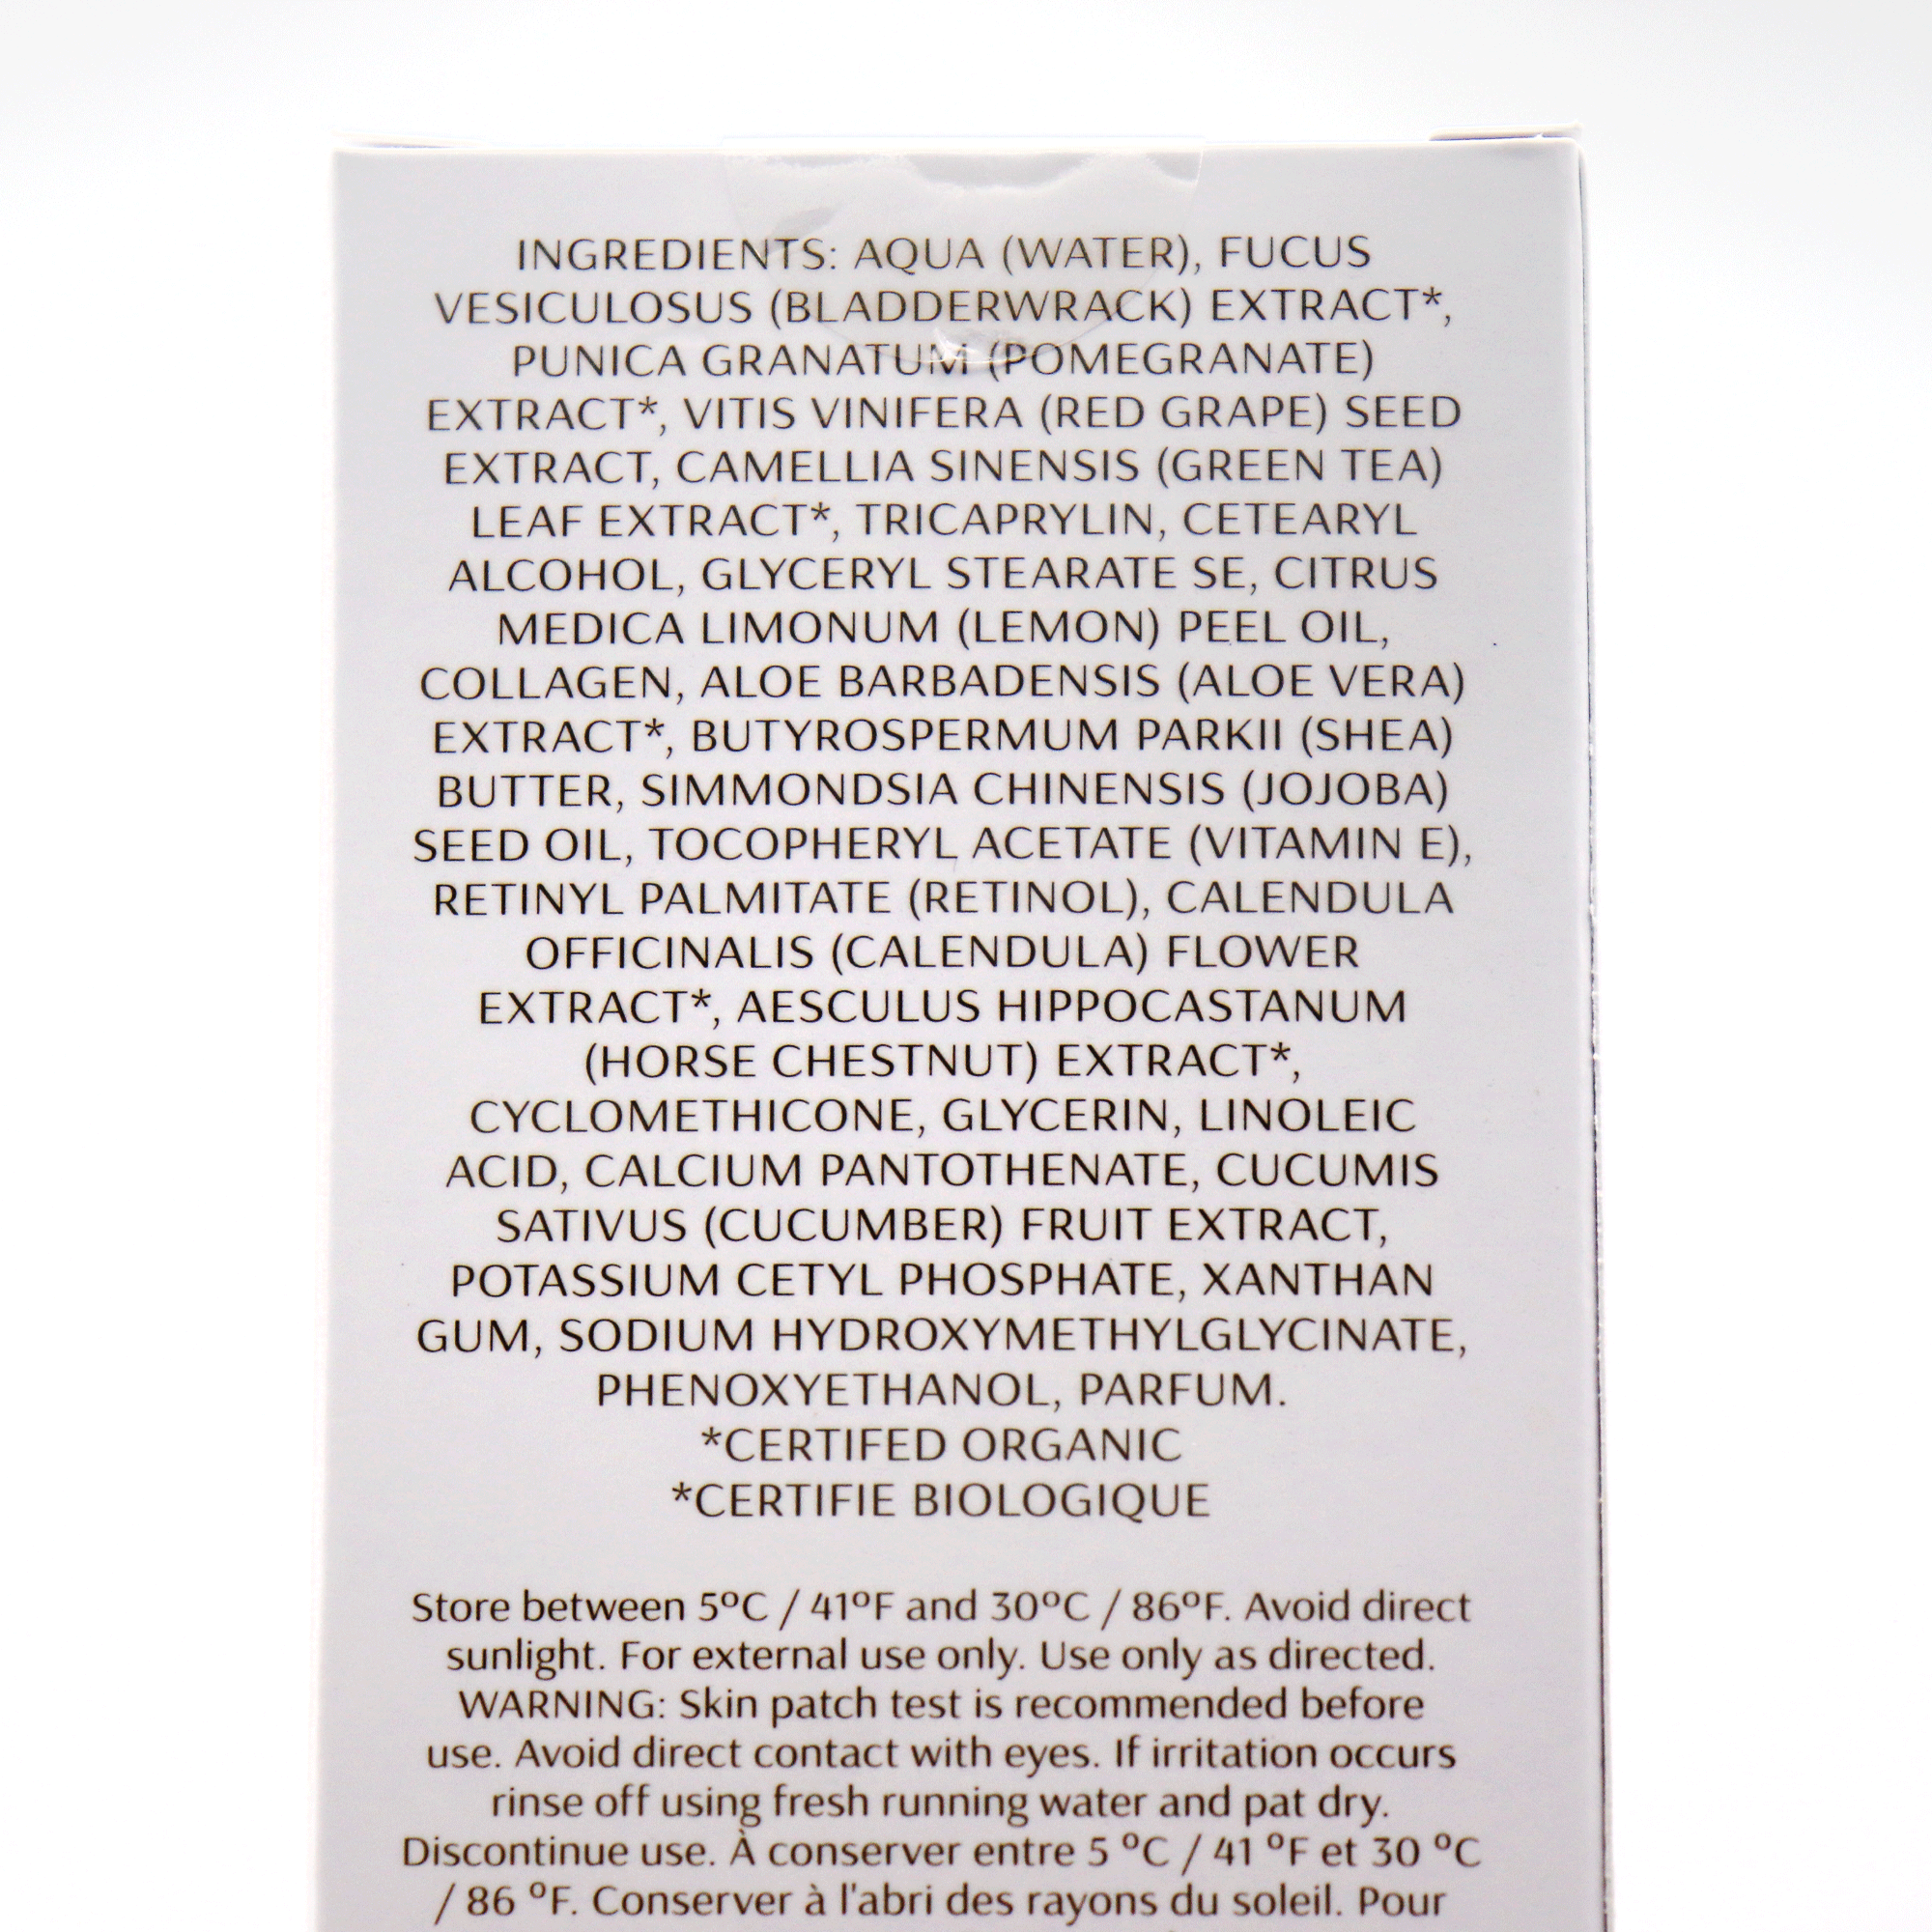 INGREDIENTS: AQUA (WATER), FUCUS
VESICULOSUS (BLADDERWRACK) EXTRACT*,
PUNICA GRANATUM (POMEGRANATE)
EXTRACT*, VITIS VINIFERA (RED GRAPE) SEED
EXTRACT, CAMELLIA SINENSIS (GREEN TEA)
LEAF EXTRACT*, TRICAPRYLIN, CETEARYL
ALCOHOL, GLYCERYL STEARATE SE, CITRUS
MEDICA LIMONUM (LEMON) PEEL OIL,
COLLAGEN, ALOE BARBADENSIS (ALOE VERA)
EXTRACT*, BUTYROSPERMUM PARKII (SHEA)
BUTTER, SIMMONDSIA CHINENSIS (JOJOBA)
SEED OIL, TOCOPHERYL ACETATE (VITAMIN E),
RETINYL PALMITATE (RETINOL), CALENDULA
OFFICINALIS (CALENDULA) FLOWER
EXTRACT*, AESCULUS HIPPOCASTANUM
(HORSE CHESTNUT) EXTRACT*,
CYCLOMETHICONE, GLYCERIN, LINOLEIC
ACID, CALCIUM PANTOTHENATE, CUCUMIS
SATIVUS (CUCUMBER) FRUIT EXTRACT,
POTASSIUM CETYL PHOSPHATE, XANTHAN
GUM, SODIUM HYDROXYMETHYLGLYCINATE,
PHENOXYETHANOL, PARFUM.
*CERTIFED ORGANIC
*CERTIFIE BIOLOGIQUE
Store between 5ºC / 41ºF and 30ºC / 86ºF. Avoid direct
sunlight. For external use only. Use only as directed.
WARNING: Skin patch test is recommended before
use. Avoid direct contact with eyes. If irritation occurs
rinse off using fresh running water and pat dry.
Discontinue use. À conserver entre 5 ºC / 41 ºF et 30 ºC
/ 86 ºF. Conserver à l'abri des rayons du soleil. Pour